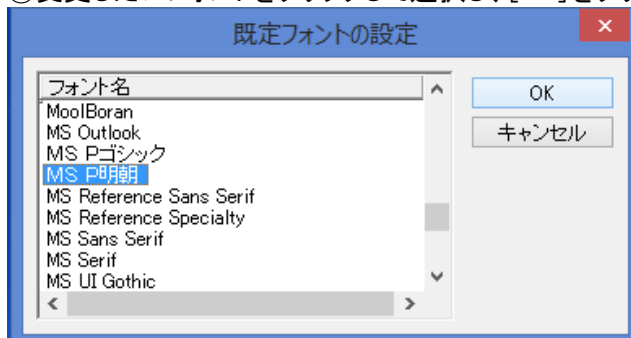 既定フォントの設定
フォント名
MoolBoran
MS Outlook
MS Pゴシック
MS P明朝
MS Reference Sans Serif
MS Reference Specialty
MS Sans Serif
MS Serif
MS UI Gothic
OK
キャンセル